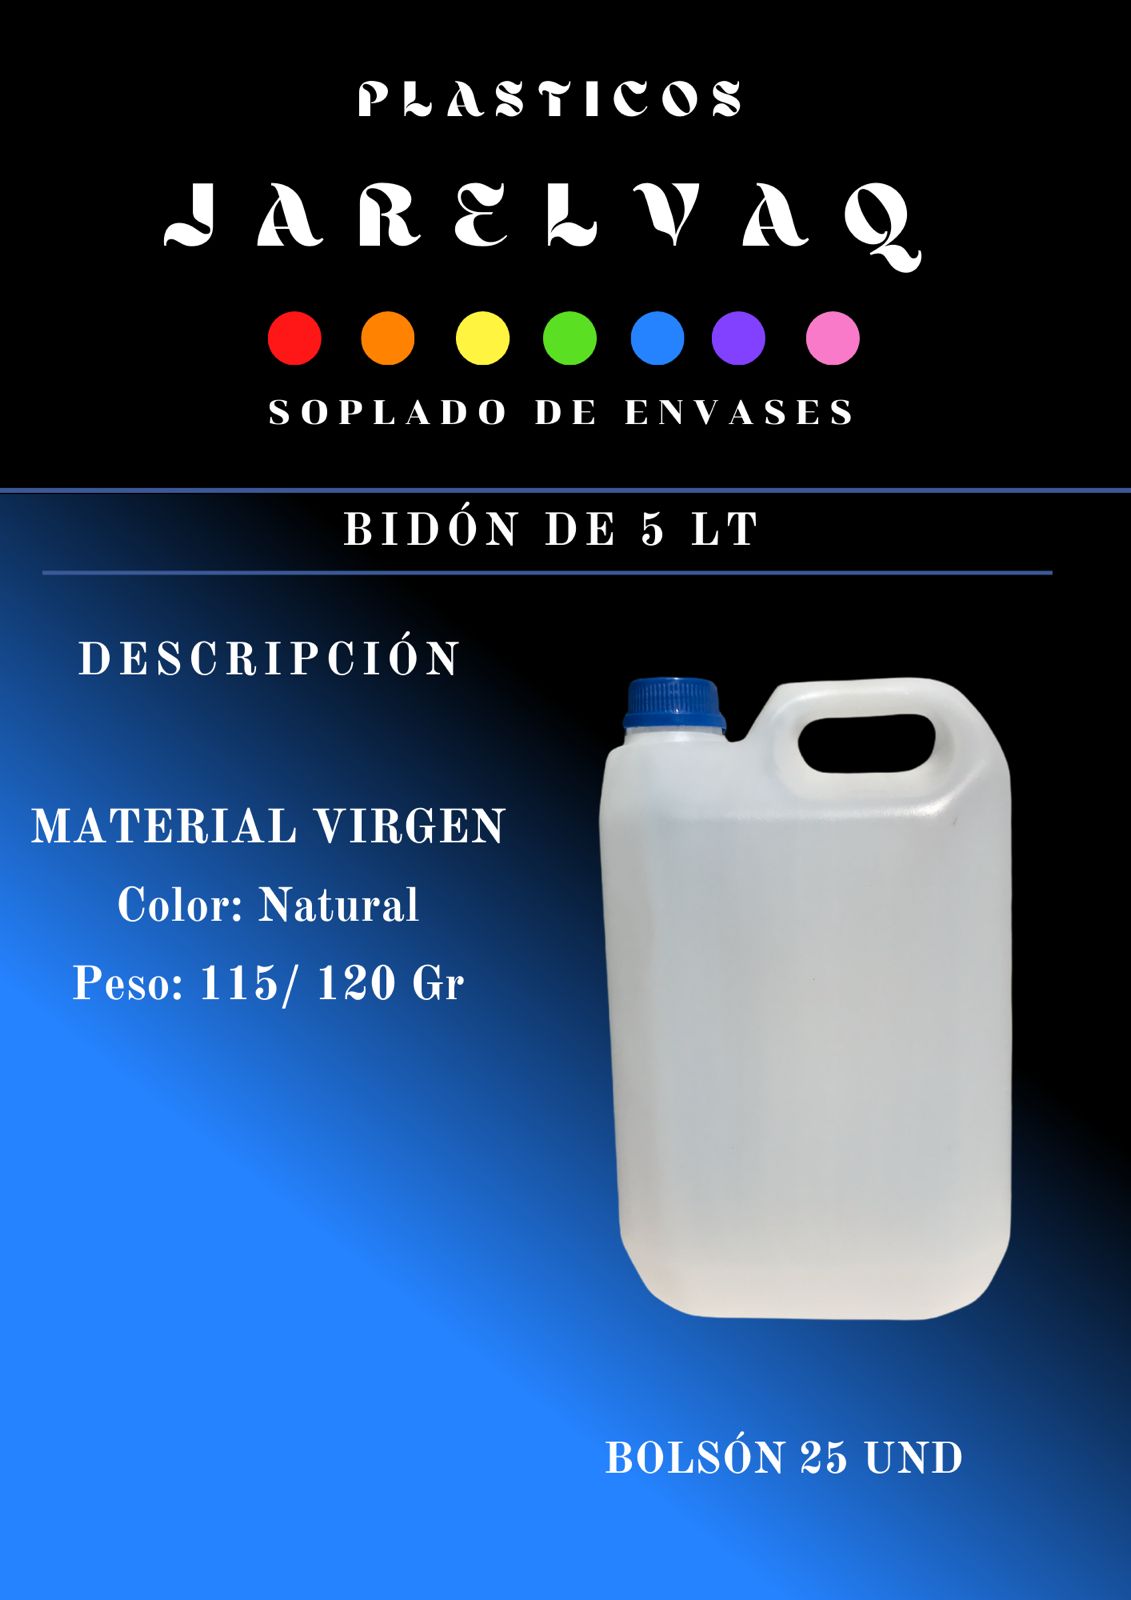 PLASTICOS
JARELVAQ
SOPLADO DE ENVASES
BIDÓN DE 5 LT
DESCRIPCIÓN
MATERIAL VIRGEN
Color: Natural
Peso: 115/ 120 Gr
BOLSÓN 25 UND